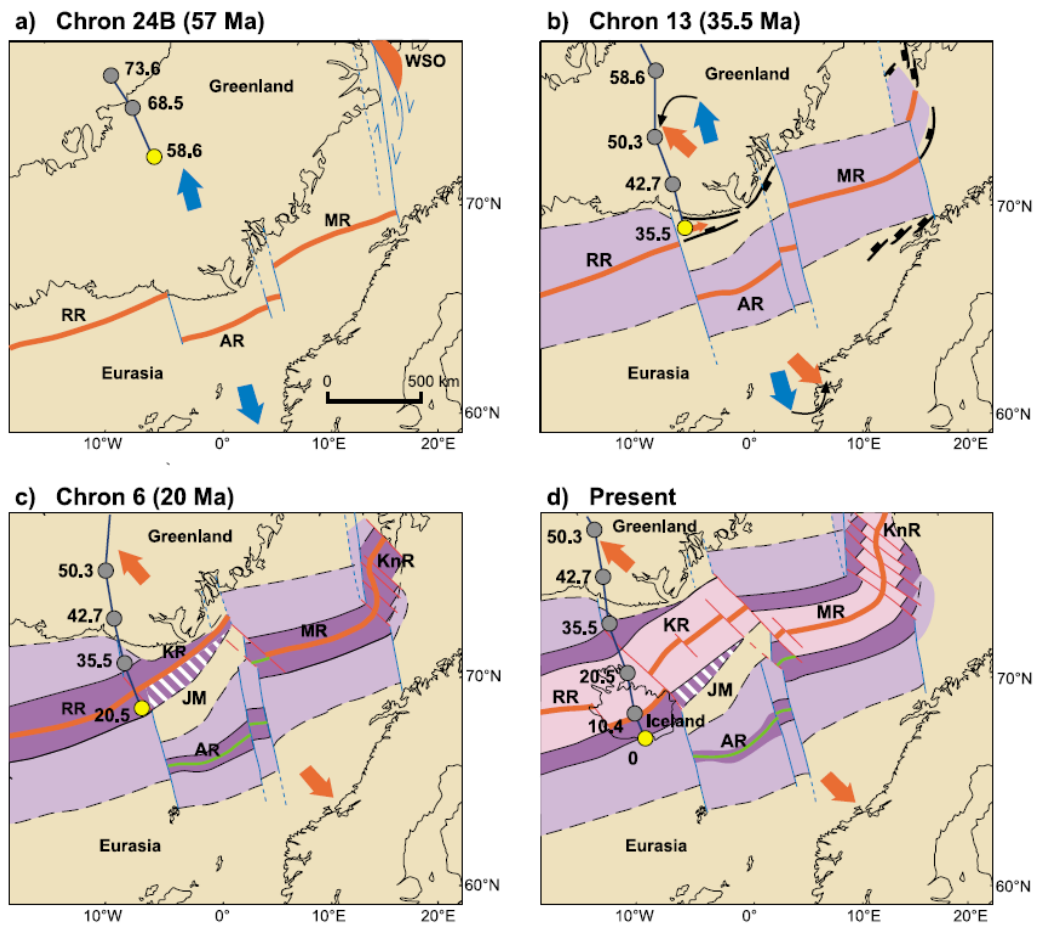 a) Chron 24B (57 Ma)
73.6
68.5
58.6
Greenland
WSO
MR
RR
AR
Eurasia
0 500 km
70°N
60°N
10°W 0° 10°E 20°E
b) Chron 13 (35.5 Ma)
58.6
Greenland
50.3
42.7
35.5
MR
RR
AR
Eurasia
70°N
60°N
10°W 0° 10°E 20°E
c) Chron 6 (20 Ma)
Greenland
50.3
42.7
35.5
20.5
KnR
KR
MR
RR
JM
AR
Eurasia
70°N
60°N
10°W 0° 10°E 20°E
d) Present
Greenland
50.3
42.7
35.5
20.5
10.4
0
KnR
KR
MR
RR
JM
Iceland
AR
Eurasia
70°N
60°N
10°W 0° 10°E 20°E